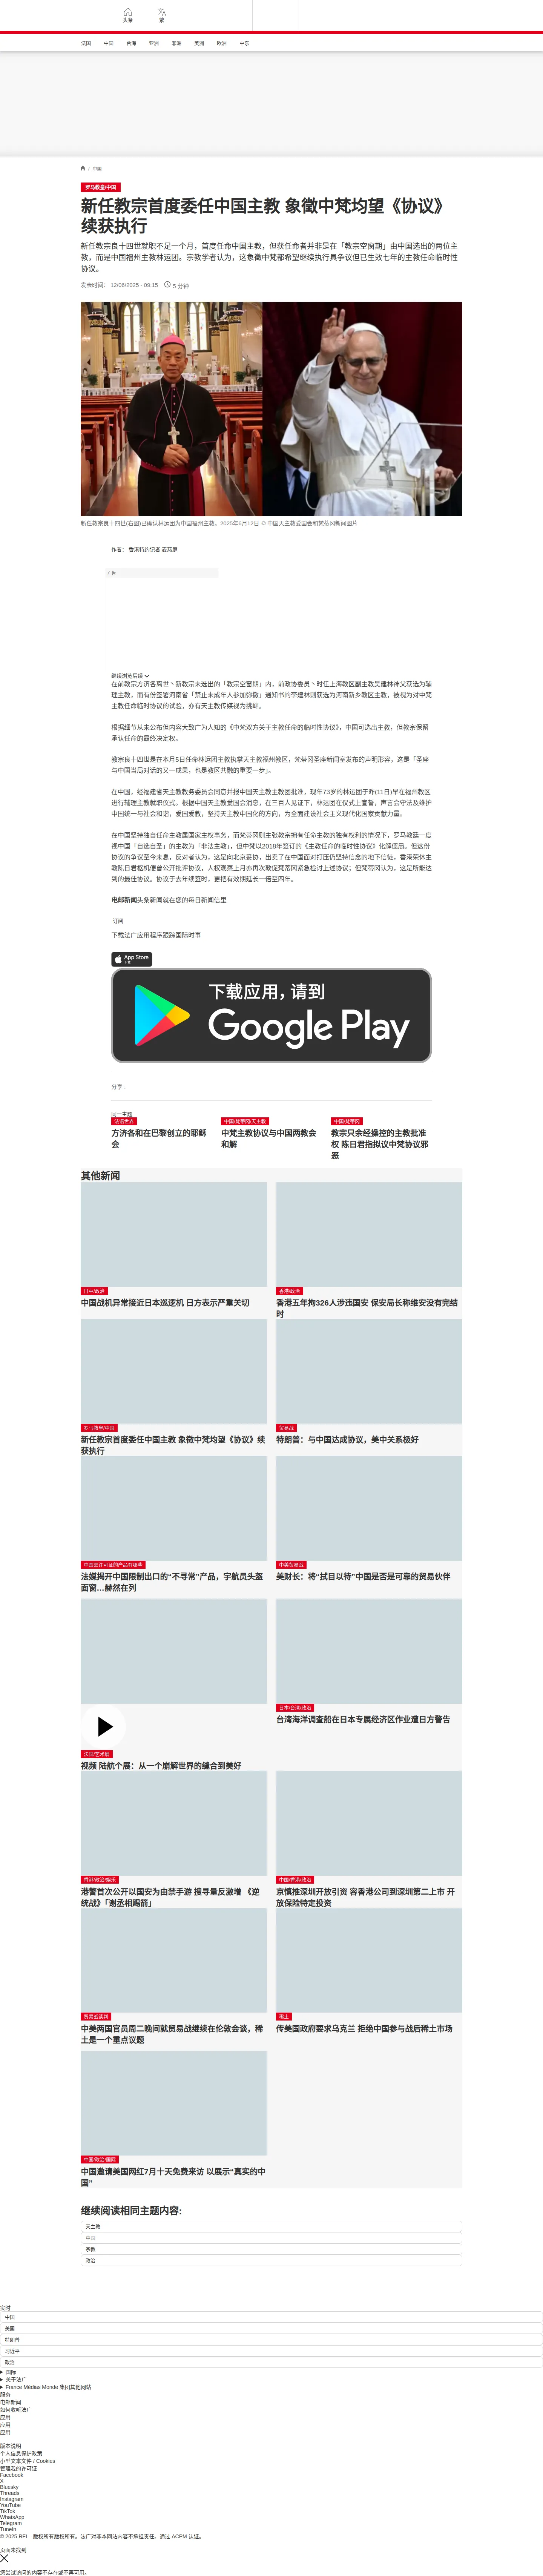 头条
繁
法国
中国
台海
亚洲
非洲
美洲
欧洲
中东
/ 中国
罗马教皇/中国
新任教宗首度委任中国主教 象徵中梵均望《协议》
续获执行
新任教宗良十四世就职不足一个月，首度任命中国主教，但获任命者并非是在「教宗空窗期」由中国选出的两位主
教，而是中国福州主教林运团。宗教学者认为，这象徵中梵都希望继续执行具争议但已生效七年的主教任命临时性
协议。
发表时间： 12/06/2025 - 09:15
5 分钟
新任教宗良十四世(右图)已确认林运团为中国福州主教。2025年6月12日 © 中国天主教爱国会和梵蒂冈新闻图片
作者： 香港特约记者 麦燕庭
广告
继续浏览后续
在前教宗方济各离世丶新教宗未选出的「教宗空窗期」内，前政协委员丶时任上海教区副主教吴建林神父获选为辅
理主教，而有份签署河南省「禁止未成年人参加弥撒」通知书的李建林则获选为河南新乡教区主教，被视为对中梵
主教任命临时协议的试验，亦有天主教传媒视为挑衅。
根据细节从未公布但内容大致广为人知的《中梵双方关于主教任命的临时性协议》，中国可选出主教，但教宗保留
承认任命的最终决定权。
教宗良十四世是在本月5日任命林运团主教执掌天主教福州教区，梵蒂冈圣座新闻室发布的声明形容，这是「圣座
与中国当局对话的又一成果，也是教区共融的重要一步」。
在中国，经福建省天主教教务委员会同意并报中国天主教主教团批准，现年73岁的林运团于昨(11日)早在福州教区
进行辅理主教就职仪式。根据中国天主教爱国会消息，在三百人见证下，林运团在仪式上宣誓，声言会守法及维护
中国统一与社会和谐，爱国爱教，坚持天主教中国化的方向，为全面建设社会主义现代化国家贡献力量。
在中国坚持独自任命主教属国家主权事务，而梵蒂冈则主张教宗拥有任命主教的独有权利的情况下，罗马教廷一度
视中国「自选自圣」的主教为「非法主教」，但中梵以2018年签订的《主教任命的临时性协议》化解僵局。但这份
协议的争议至今未息，反对者认为，这是向北京妥协，出卖了在中国面对打压仍坚持信念的地下信徒，香港荣休主
教陈日君枢机便曾公开批评协议，人权观察上月亦再次敦促梵蒂冈紧急检讨上述协议；但梵蒂冈认为，这是所能达
到的最佳协议。协议于去年续签时，更把有效期延长一倍至四年。
电邮新闻头条新闻就在您的每日新闻信里
订阅
下载法广应用程序跟踪国际时事
App Store
下载
下载应用，请到
Google Play
分享 :
同一主题
法语世界
方济各和在巴黎创立的耶稣
会
中国/梵蒂冈/天主教
中梵主教协议与中国两教会
和解
中国/梵蒂冈
教宗只余经操控的主教批准
权 陈日君指拟议中梵协议邪
恶
其他新闻
日中/政治
中国战机异常接近日本巡逻机 日方表示严重关切
香港/政治
香港五年拘326人涉违国安 保安局长称维安没有完结
时
罗马教皇/中国
新任教宗首度委任中国主教 象徵中梵均望《协议》续
获执行
贸易战
特朗普：与中国达成协议，美中关系极好
中国需许可证的产品有哪些
法媒揭开中国限制出口的“不寻常”产品，宇航员头盔
面窗…赫然在列
中美贸易战
美财长：将“拭目以待”中国是否是可靠的贸易伙伴
法国/艺术展
视频 陆航个展：从一个崩解世界的缝合到美好
日本/台湾/政治
台湾海洋调查船在日本专属经济区作业遭日方警告
香港/政治/娱乐
港警首次公开以国安为由禁手游 搜寻量反激增 《逆
统战》「谢丞相赐箭」
中国/香港/政治
京慎推深圳开放引资 容香港公司到深圳第二上市 开
放保险特定投资
贸易战谈判
中美两国官员周二晚间就贸易战继续在伦敦会谈，稀
土是一个重点议题
稀土
传美国政府要求乌克兰 拒绝中国参与战后稀土市场
中国/政治/国际
中国邀请美国网红7月十天免费来访 以展示“真实的中
国”
继续阅读相同主题内容:
天主教
中国
宗教
政治
实时
中国
美国
特朗普
习近平
政治
国际
关于法广
France Médias Monde 集团其他网站
服务
电邮新闻
如何收听法广
应用
应用
应用
版本说明
个人信息保护政策
小型文本文件 / Cookies
管理我的许可证
Facebook
X
Bluesky
Threads
Instagram
YouTube
TikTok
WhatsApp
Telegram
TuneIn
© 2025 RFI – 版权所有版权所有。法广对非本网站内容不承担责任。通过 ACPM 认证。
页面未找到
您尝试访问的内容不存在或不再可用。